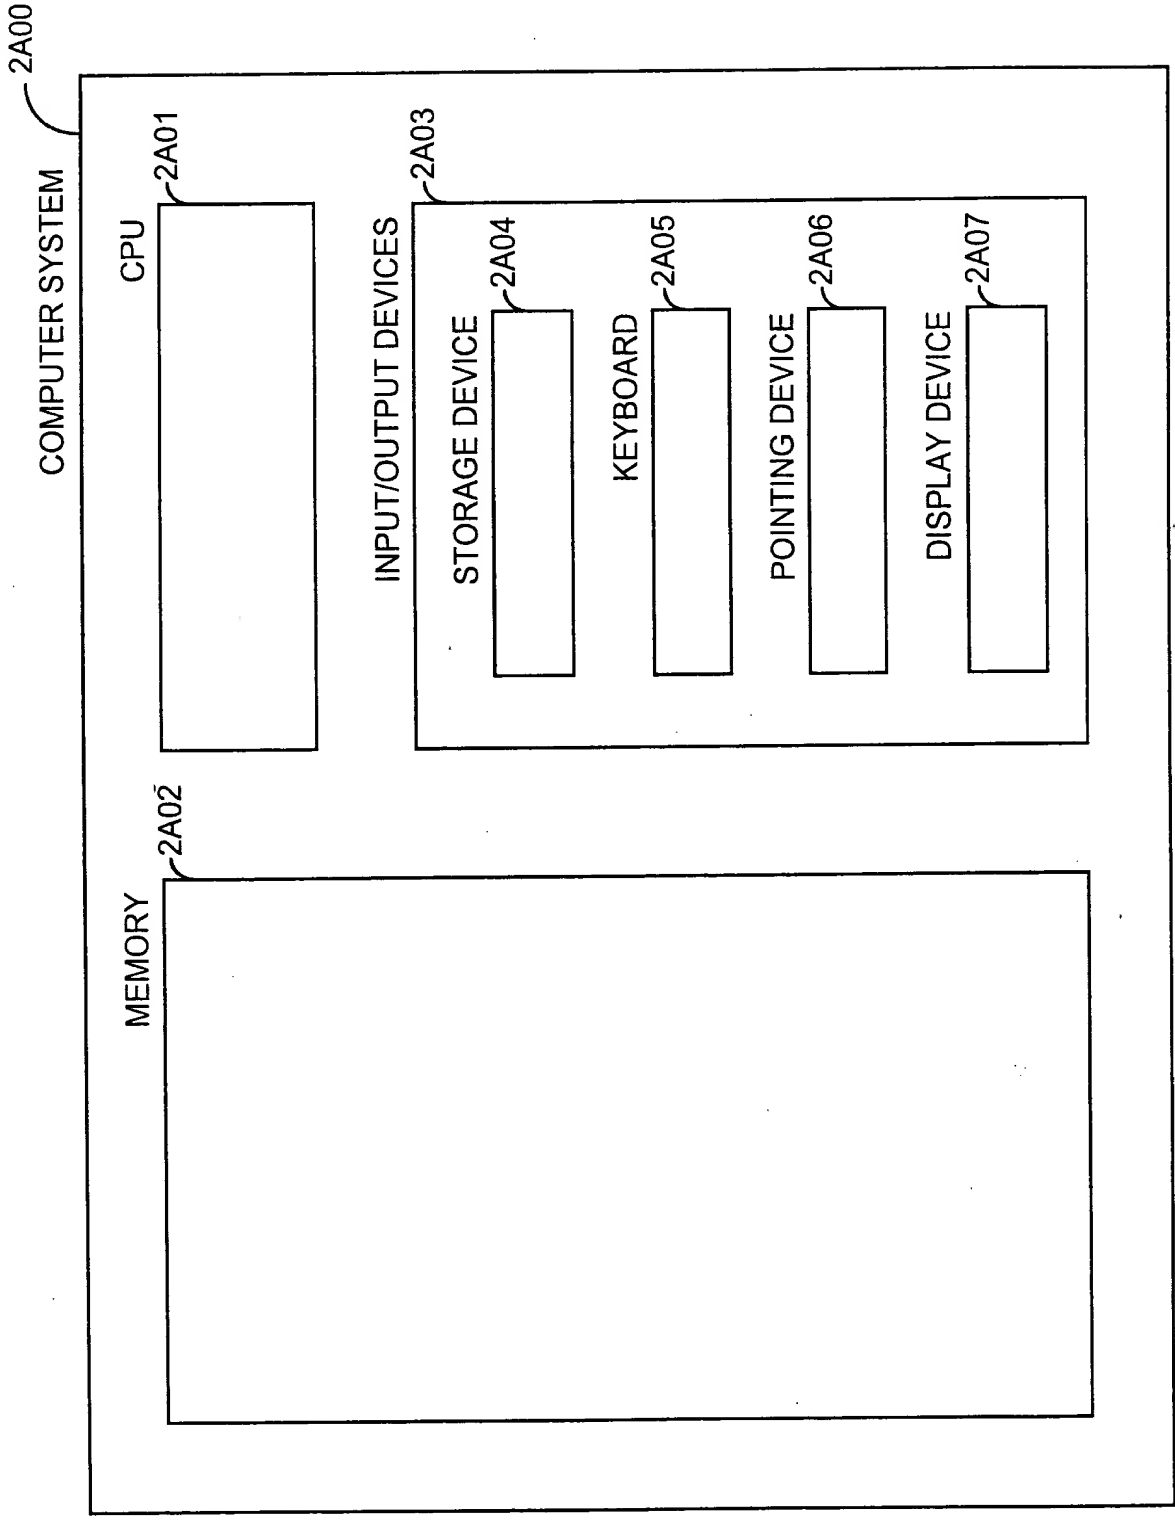 COMPUTER SYSTEM
2A00
MEMORY
2A02
CPU
2A01
INPUT/OUTPUT DEVICES
2A03
STORAGE DEVICE
2A04
KEYBOARD
2A05
POINTING DEVICE
2A06
DISPLAY DEVICE
2A07